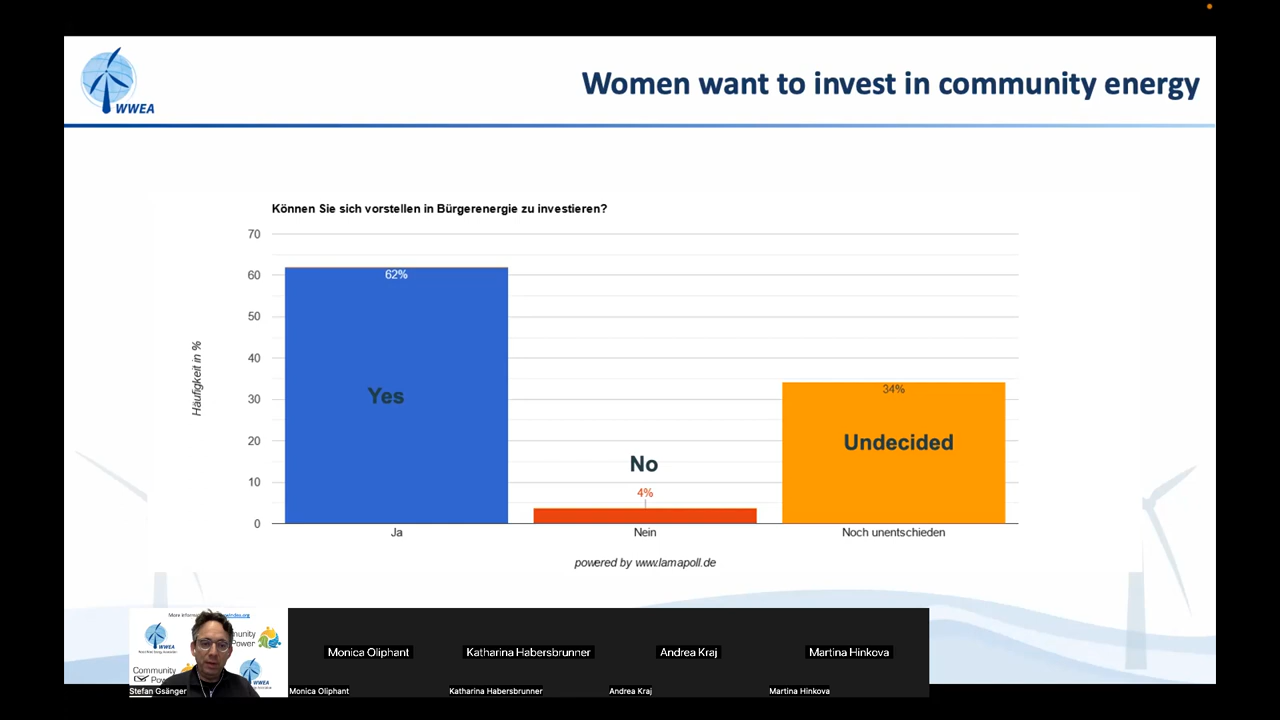 WWEA
Women want to invest in community energy
Können Sie sich vorstellen in Bürgerenergie zu investieren?
Häufigkeit in %
70
60
50
40
30
20
10
0
62%
Yes
No
4%
34%
Undecided
Ja
Nein
Noch unentschieden
powered by www.lamapoll.de
More
WWEA
Community
Power
Stefan Gsänger
Monica Oliphant
Katharina Habersbrunner
Andrea Kraj
Martina Hinkova
Monica Oliphant
Katharina Habersbrunner
Andrea Kraj
Martina Hinkova